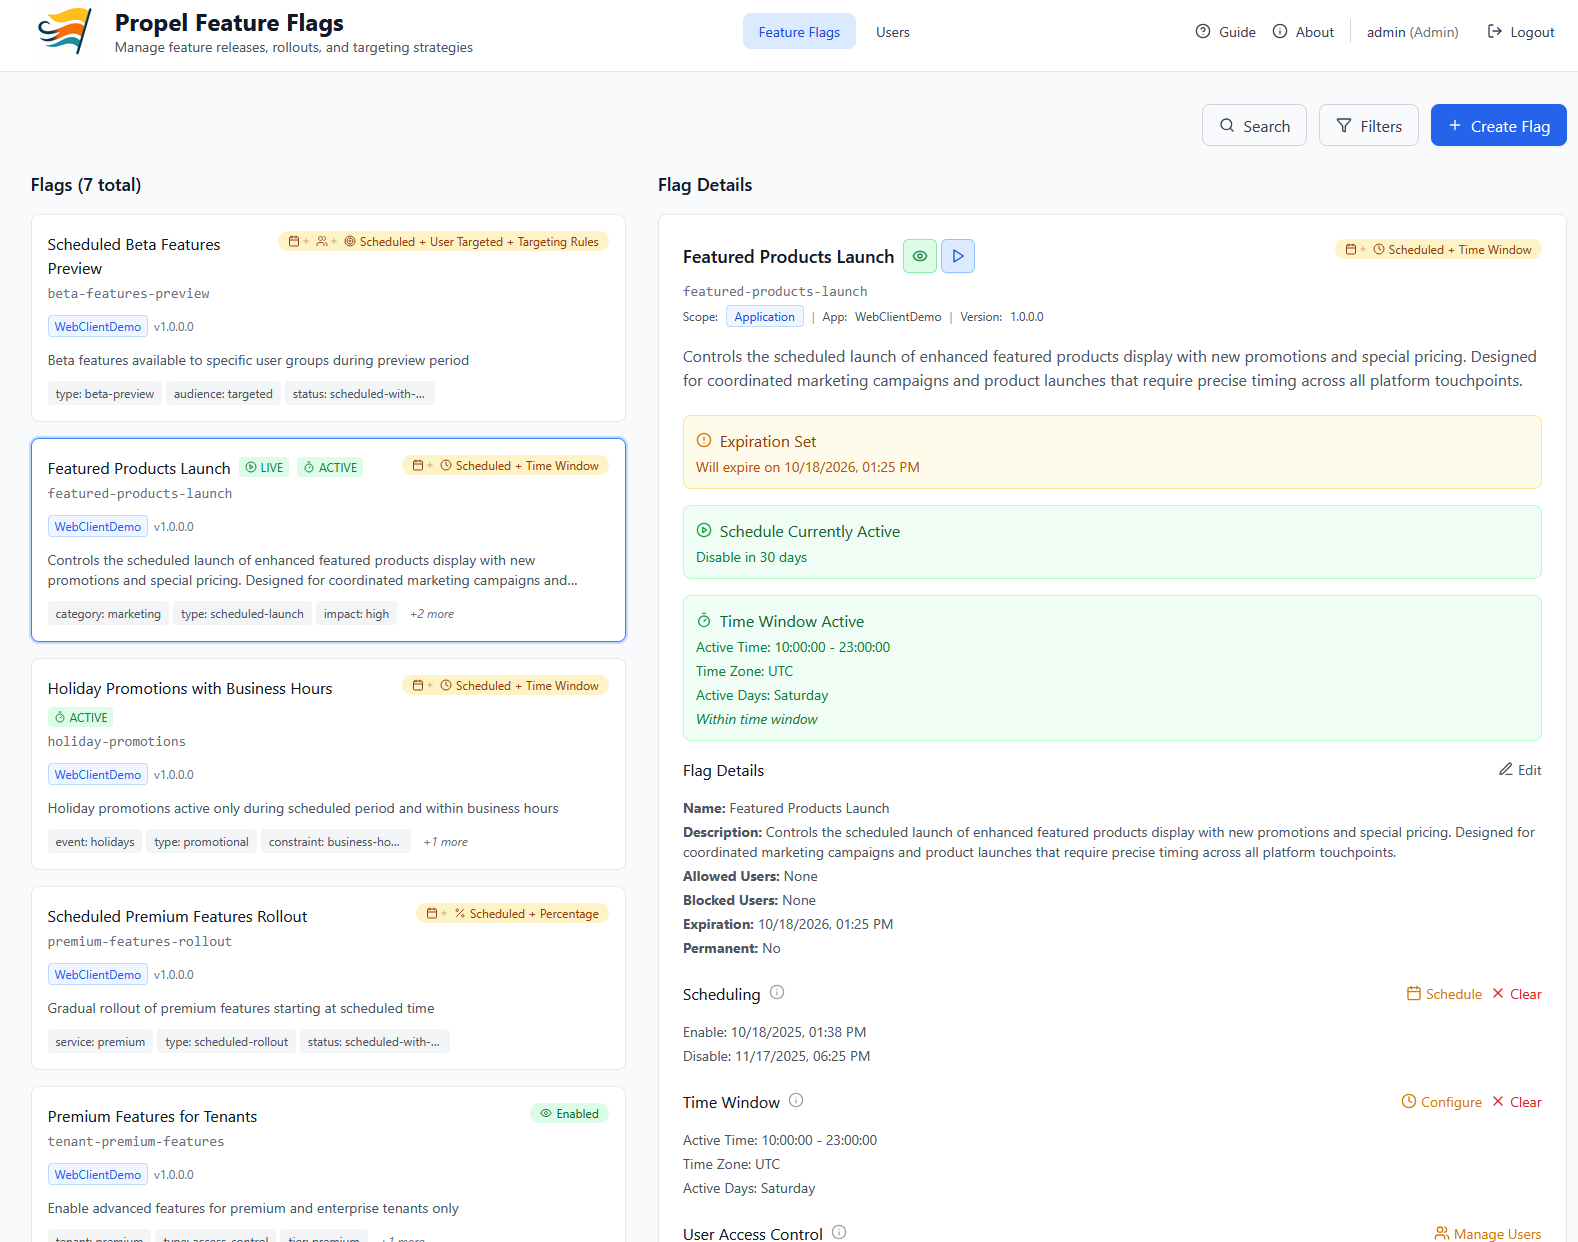 Propel Feature Flags
Manage feature releases, rollouts, and targeting strategies
Feature Flags
Users
Guide
About
admin (Admin)
Logout
Search
Filters
Create Flag
Flags (7 total)
Scheduled Beta Features
Preview
+ + Scheduled + User Targeted + Targeting Rules
beta-features-preview
WebClientDemo v1.0.0.0
Beta features available to specific user groups during preview period
type: beta-preview audience: targeted status: scheduled-with-...
Featured Products Launch LIVE ACTIVE
+ Scheduled + Time Window
featured-products-launch
WebClientDemo v1.0.0.0
Controls the scheduled launch of enhanced featured products display with new
promotions and special pricing. Designed for coordinated marketing campaigns and...
category: marketing type: scheduled-launch impact: high +2 more
Holiday Promotions with Business Hours
+ Scheduled + Time Window
ACTIVE
holiday-promotions
WebClientDemo v1.0.0.0
Holiday promotions active only during scheduled period and within business hours
event: holidays type: promotional constraint: business-ho... +1 more
Scheduled Premium Features Rollout
+ % Scheduled + Percentage
premium-features-rollout
WebClientDemo v1.0.0.0
Gradual rollout of premium features starting at scheduled time
service: premium type: scheduled-rollout status: scheduled-with-...
Premium Features for Tenants
Enabled
tenant-premium-features
WebClientDemo v1.0.0.0
Enable advanced features for premium and enterprise tenants only
tenant: premium type: access-control tier: premium +1 more
Flag Details
Featured Products Launch
+ Scheduled + Time Window
featured-products-launch
Scope: Application | App: WebClientDemo | Version: 1.0.0.0
Controls the scheduled launch of enhanced featured products display with new promotions and special pricing. Designed
for coordinated marketing campaigns and product launches that require precise timing across all platform touchpoints.
Expiration Set
Will expire on 10/18/2026, 01:25 PM
Schedule Currently Active
Disable in 30 days
Time Window Active
Active Time: 10:00:00 - 23:00:00
Time Zone: UTC
Active Days: Saturday
Within time window
Flag Details
Edit
Name: Featured Products Launch
Description: Controls the scheduled launch of enhanced featured products display with new promotions and special pricing. Designed for
coordinated marketing campaigns and product launches that require precise timing across all platform touchpoints.
Allowed Users: None
Blocked Users: None
Expiration: 10/18/2026, 01:25 PM
Permanent: No
Scheduling
Schedule Clear
Enable: 10/18/2025, 01:38 PM
Disable: 11/17/2025, 06:25 PM
Time Window
Configure Clear
Active Time: 10:00:00 - 23:00:00
Time Zone: UTC
Active Days: Saturday
User Access Control
Manage Users